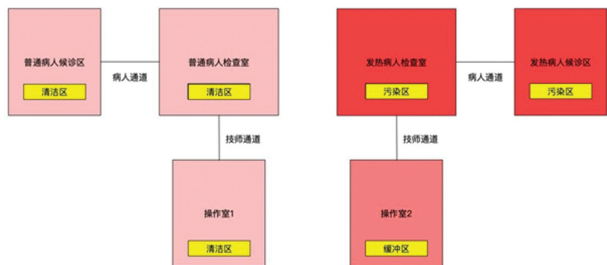 普通病人候诊区
清洁区
病人通道
普通病人检查室
清洁区
发热病人检查室
污染区
病人通道
发热病人候诊区
污染区
技师通道
技师通道
操作室1
清洁区
操作室2
缓冲区